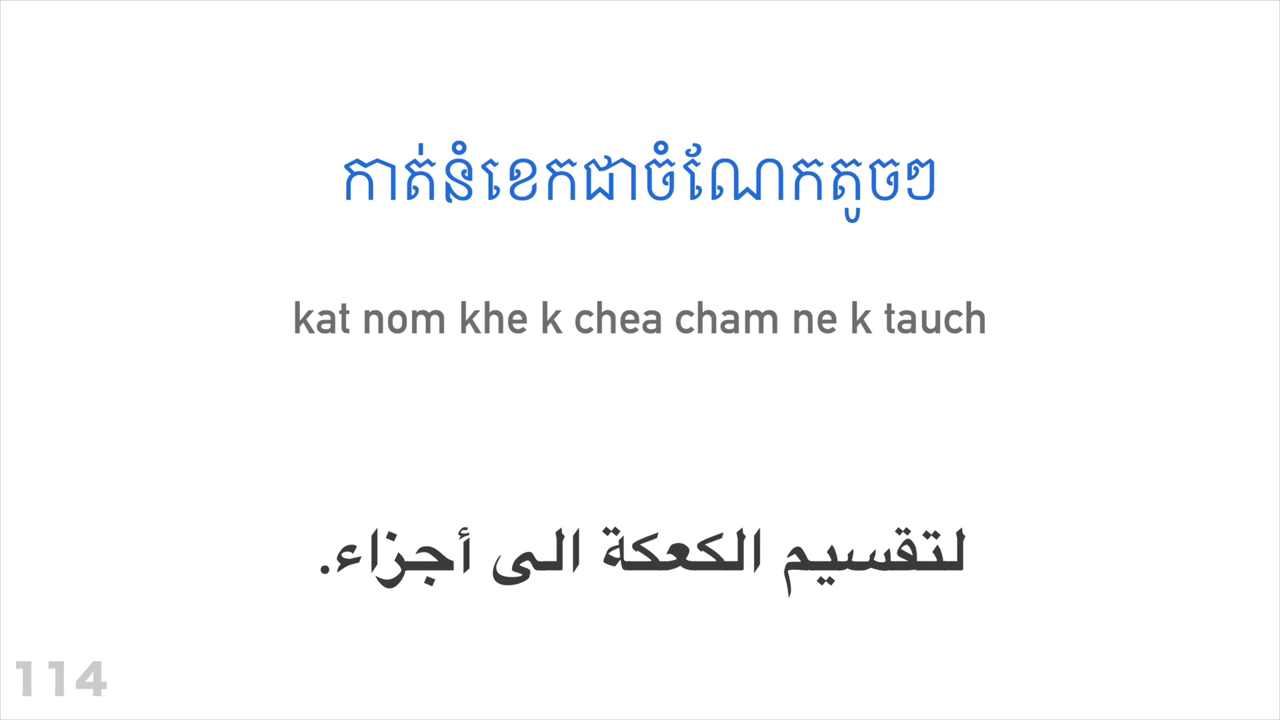 កាត់នំខេកជាចំណែកតូចៗ
kat nom khe k chea cham ne k tauch
لتقسيم الكعكة الى أجزاء.
114